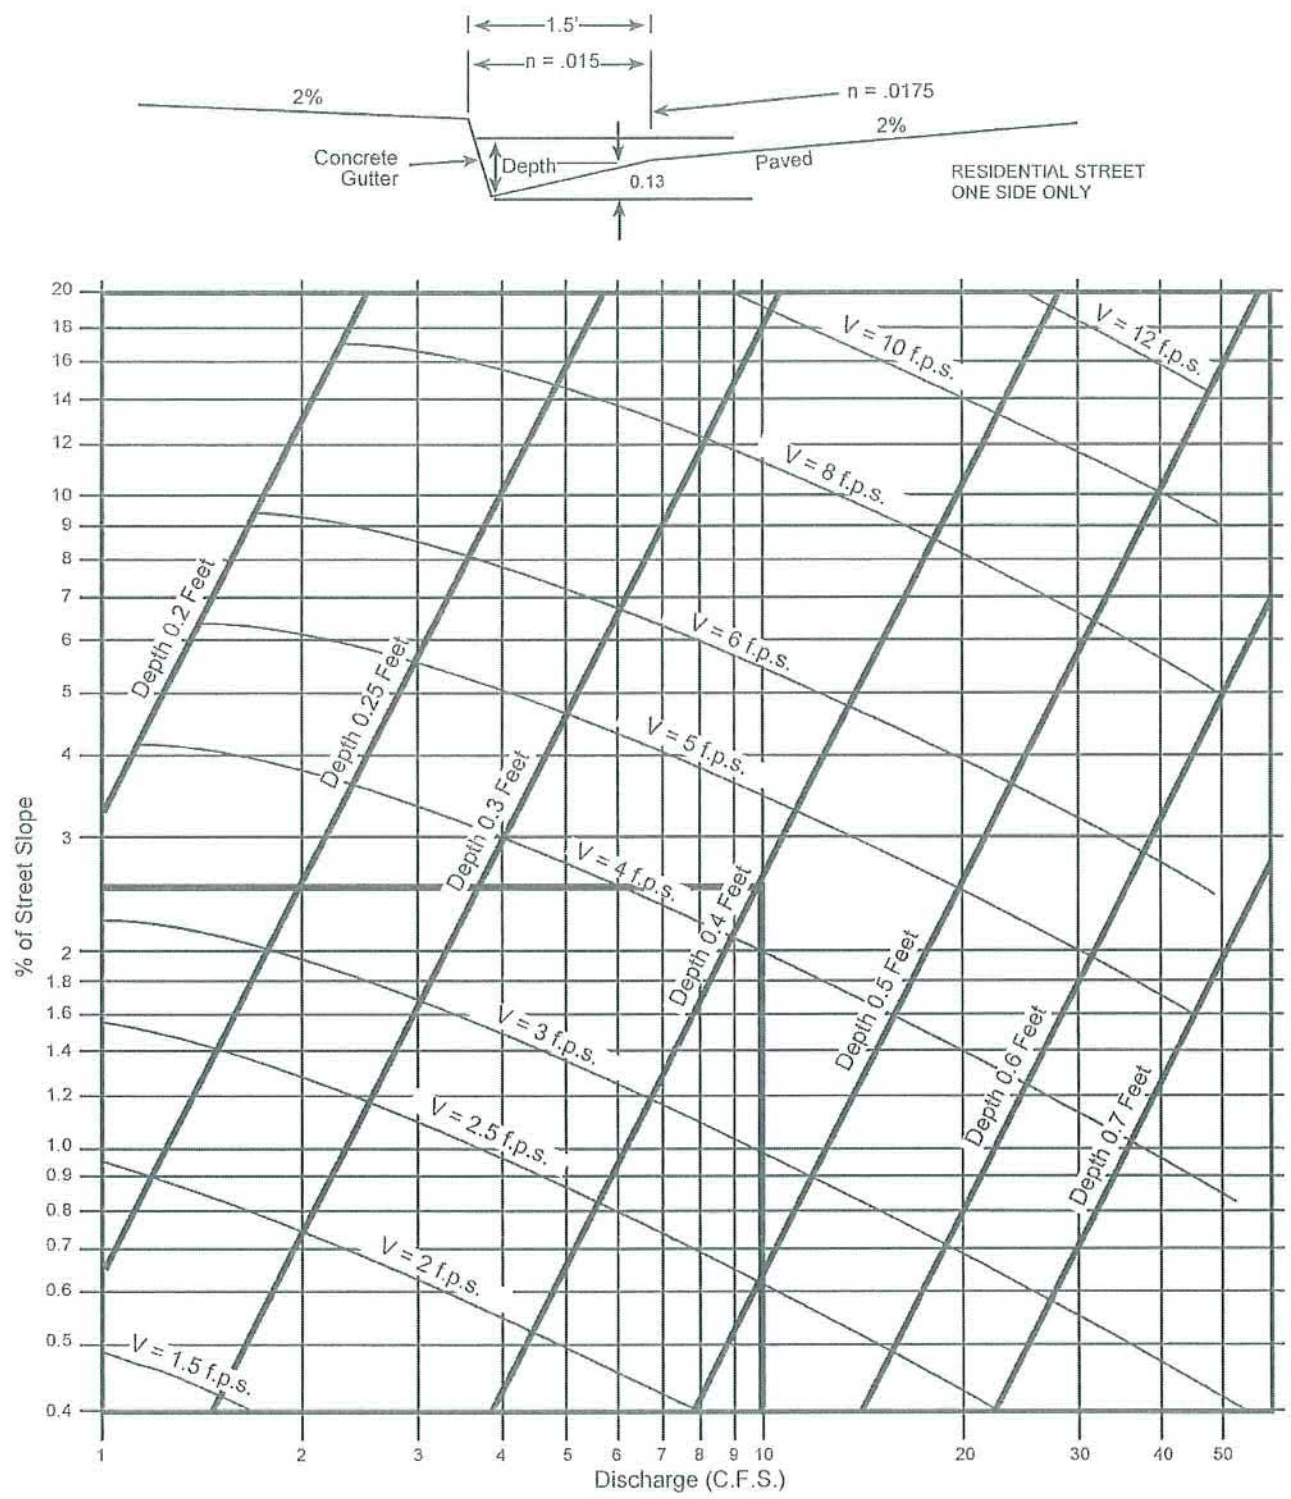 1.5'
n = .015
n = .0175
2%
2%
Concrete
Gutter
Depth
0.13
Paved
RESIDENTIAL STREET
ONE SIDE ONLY
20
18
16
14
12
10
9
8
7
6
5
4
3
2
1.8
1.6
1.4
1.2
1.0
0.9
0.8
0.7
0.6
0.5
0.4
% of Street Slope
V = 12 f.p.s.
V = 10 f.p.s.
V = 8 f.p.s.
V = 6 f.p.s.
V = 5 f.p.s.
V = 4 f.p.s.
V = 3 f.p.s.
V = 2.5 f.p.s.
V = 2 f.p.s.
V = 1.5 f.p.s.
Depth 0.2 Feet
Depth 0.25 Feet
Depth 0.3 Feet
Depth 0.4 Feet
Depth 0.5 Feet
Depth 0.6 Feet
Depth 0.7 Feet
1 2 3 4 5 6 7 8 9 10 20 30 40 50
Discharge (C.F.S.)